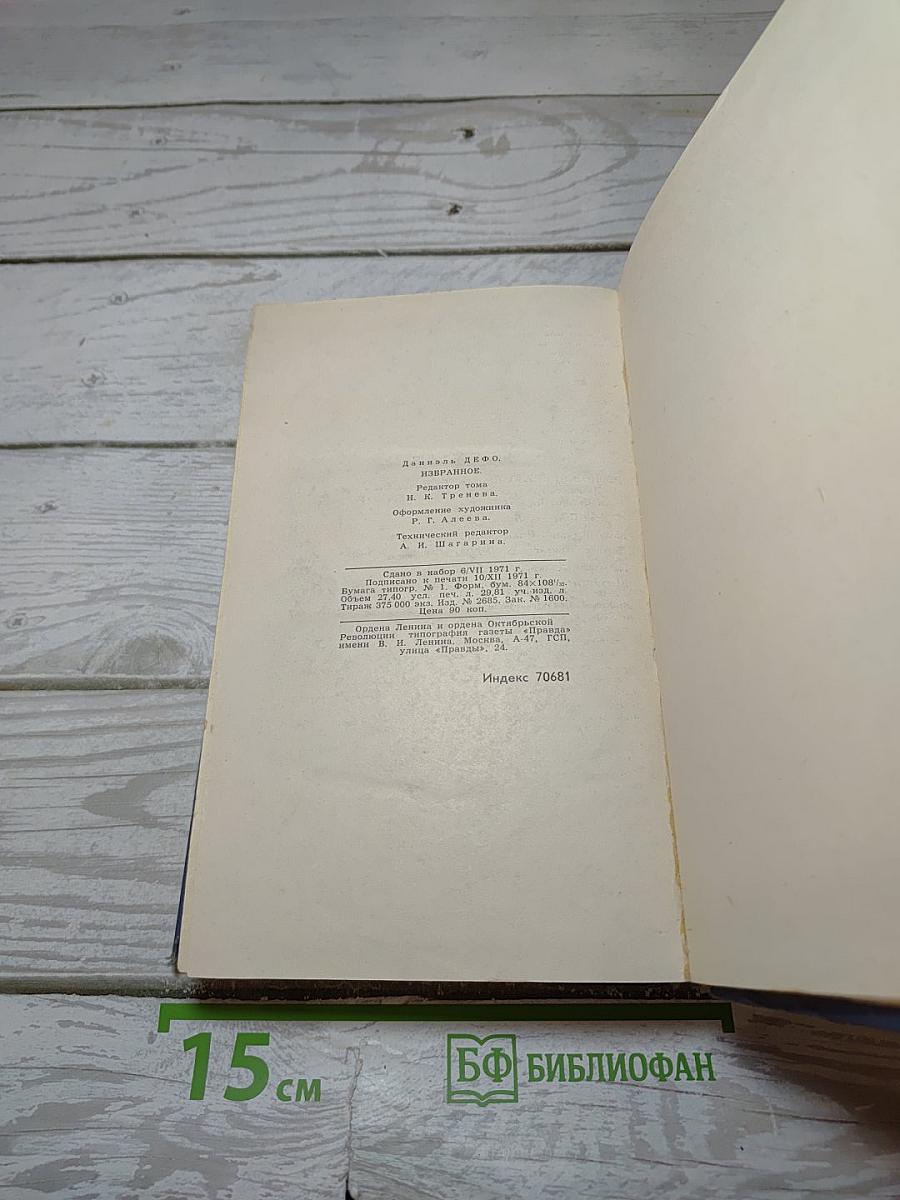 Даниэль ДЕФО.
ИЗБРАННОЕ.
Редактор тома
Н. К. Тренева.
Оформление художника
Р. Г. Алеева.
Технический редактор
А. И. Шагарина.
Сдано в набор 6/VII 1971 г.
Подписано к печати 10/XII 1971 г.
Бумага типогр. № 1. Форм. бум. 84×108¹/₃₂.
Объем 27,40 усл. печ. л. 29,81 уч.-изд. л.
Тираж 375 000 экз. Изд. № 2685. Зак. № 1600.
Цена 90 коп.
Ордена Ленина и ордена Октябрьской
Революции типография газеты «Правда»
имени В. И. Ленина. Москва, А-47, ГСП,
улица «Правды», 24.
Индекс 70681
15 см
БФ БИБЛИОФАН